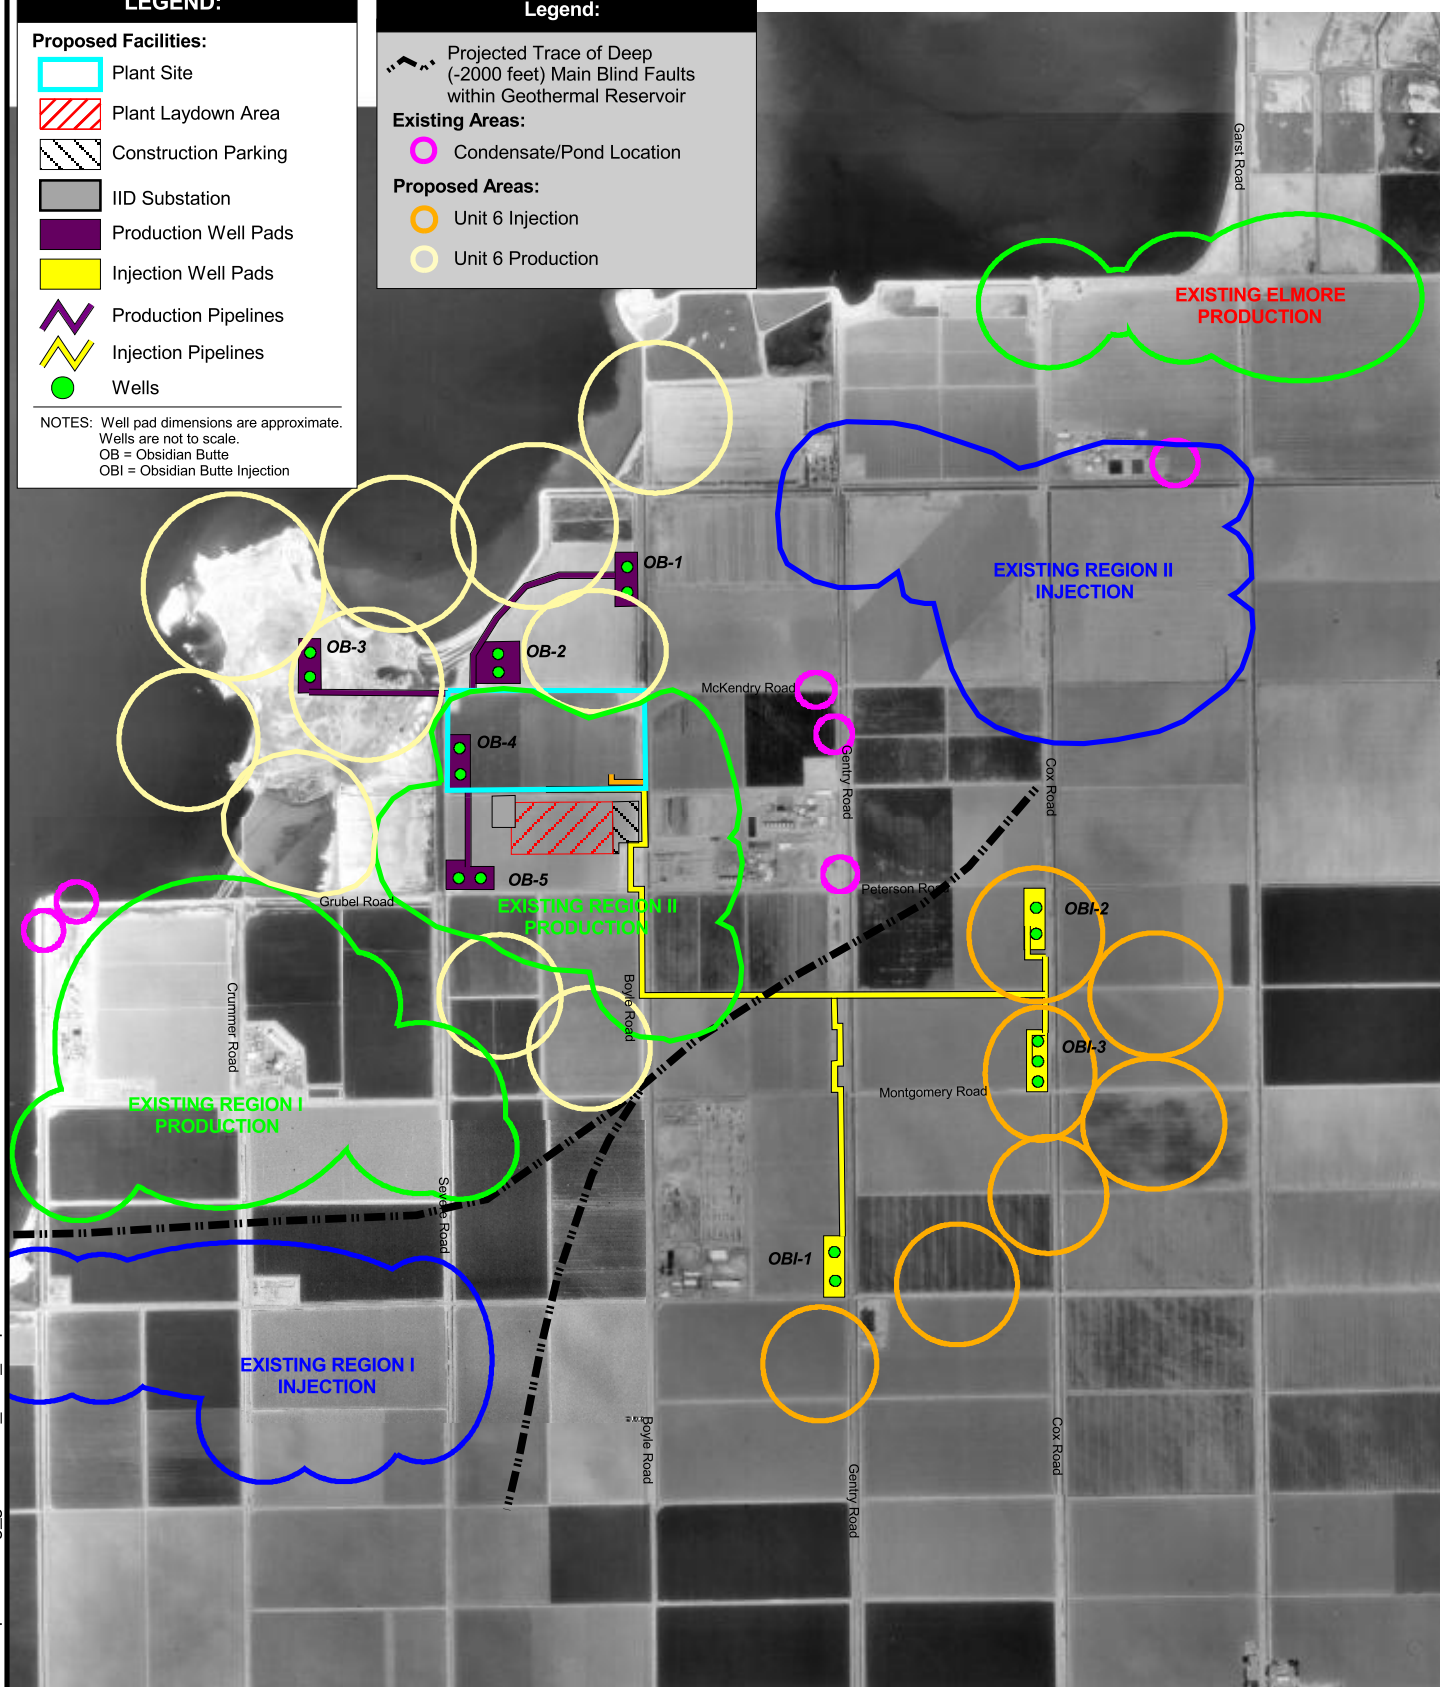 LEGEND:
Proposed Facilities:
Plant Site
Plant Laydown Area
Construction Parking
IID Substation
Production Well Pads
Injection Well Pads
Production Pipelines
Injection Pipelines
Wells
NOTES: Well pad dimensions are approximate.
Wells are not to scale.
OB = Obsidian Butte
OBI = Obsidian Butte Injection
Legend:
Projected Trace of Deep
(-2000 feet) Main Blind Faults
within Geothermal Reservoir
Existing Areas:
Condensate/Pond Location
Proposed Areas:
Unit 6 Injection
Unit 6 Production
Garst Road
EXISTING ELMORE
PRODUCTION
EXISTING REGION II
INJECTION
OB-1
OB-2
OB-3
McKendry Road
OB-4
Gentry Road
Cox Road
OB-5
Peterson Road
Grubel Road
EXISTING REGION II
PRODUCTION
OBI-2
Boyle Road
Crummer Road
OBI-3
Montgomery Road
EXISTING REGION I
PRODUCTION
Severe Road
OBI-1
EXISTING REGION I
INJECTION
Boyle Road
Cox Road
Gentry Road